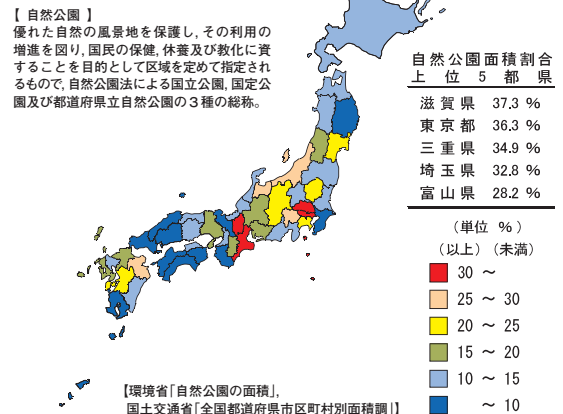 【 自然公園 】
優れた自然の風景地を保護し, その利用の
増進を図り, 国民の保健, 休養及び教化に資
することを目的として区域を定めて指定され
るもので, 自然公園法による国立公園, 国定公
園及び都道府県立自然公園の３種の総称。
自然公園面積割合
上位 5 都県
滋賀県 37.3 %
東京都 36.3 %
三重県 34.9 %
埼玉県 32.8 %
富山県 28.2 %
（単位 %）
（以上）（未満）
30 ～
25 ～ 30
20 ～ 25
15 ～ 20
10 ～ 15
～ 10
【環境省「自然公園の面積」,
国土交通省「全国都道府県市区町村別面積調」】